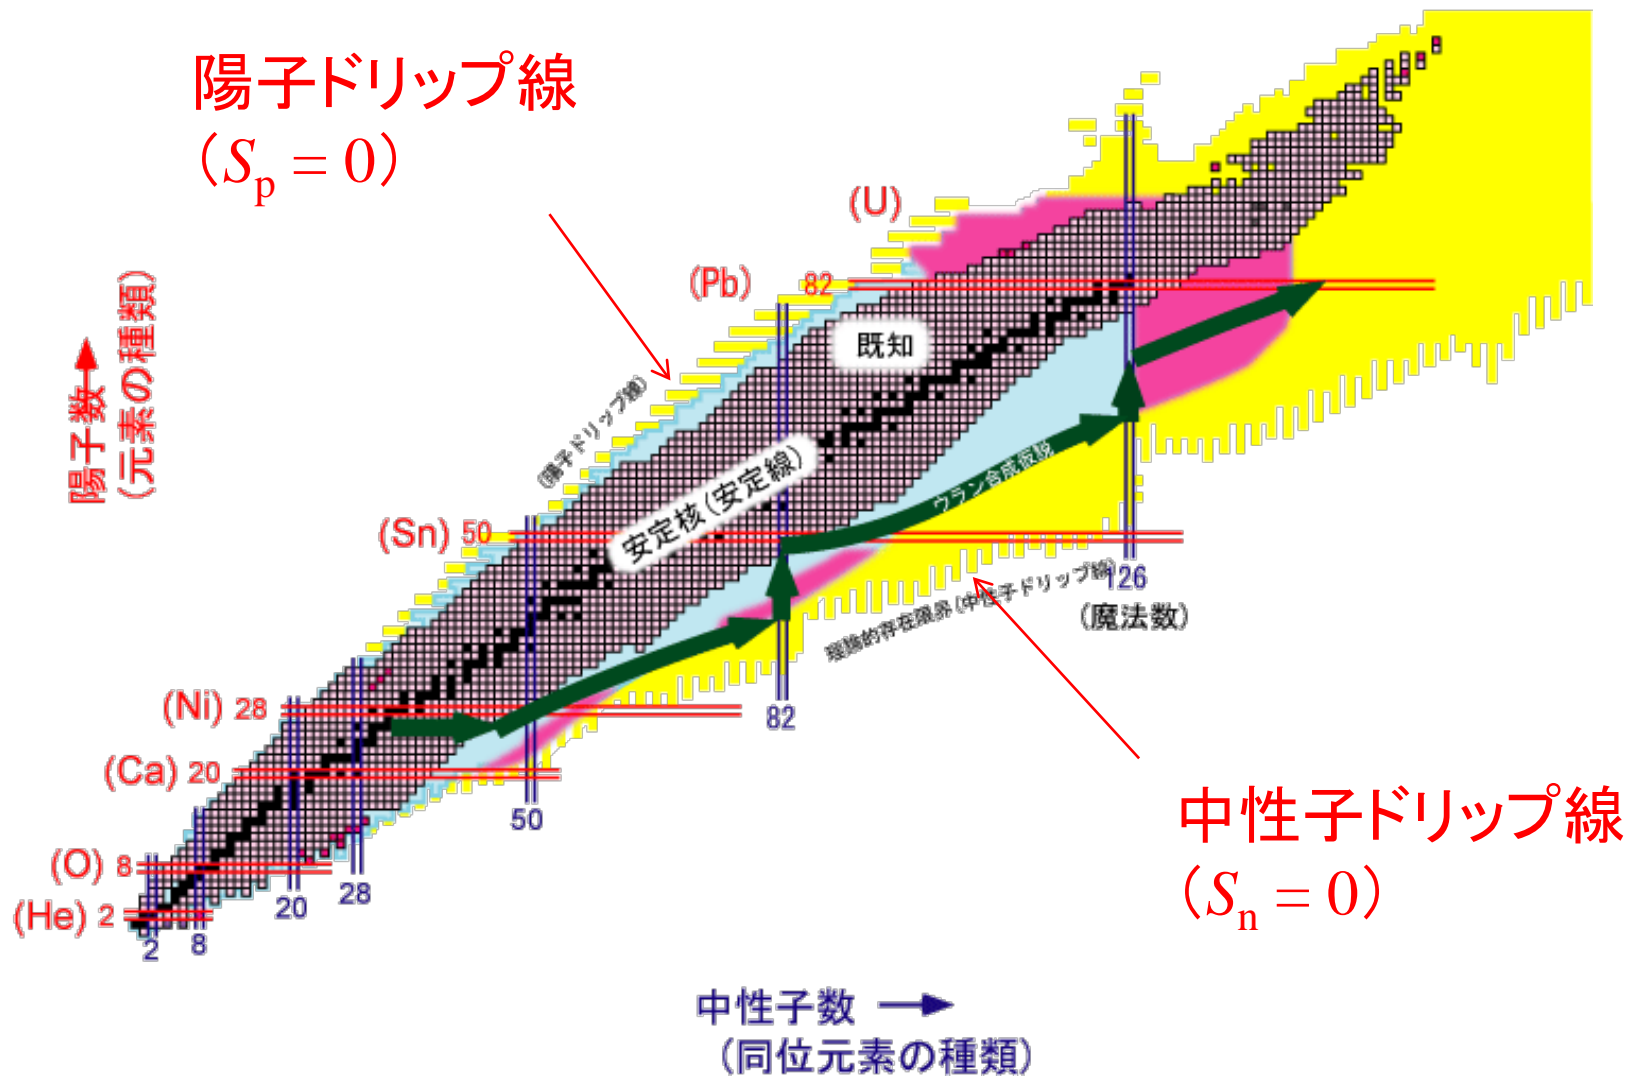 陽子ドリップ線
（Sp = 0）
(U)
(Pb) 82
既知
陽子数
(元素の種類)
(陽子ドリップ線)
安定核(安定線)
(Sn) 50
ウラン合成仮説
126
(魔法数)
理論的存在限界(中性子ドリップ線)
(Ni) 28
82
(Ca) 20
50
中性子ドリップ線
（Sn = 0）
(O) 8
28
20
(He) 2
2
8
中性子数
(同位元素の種類)